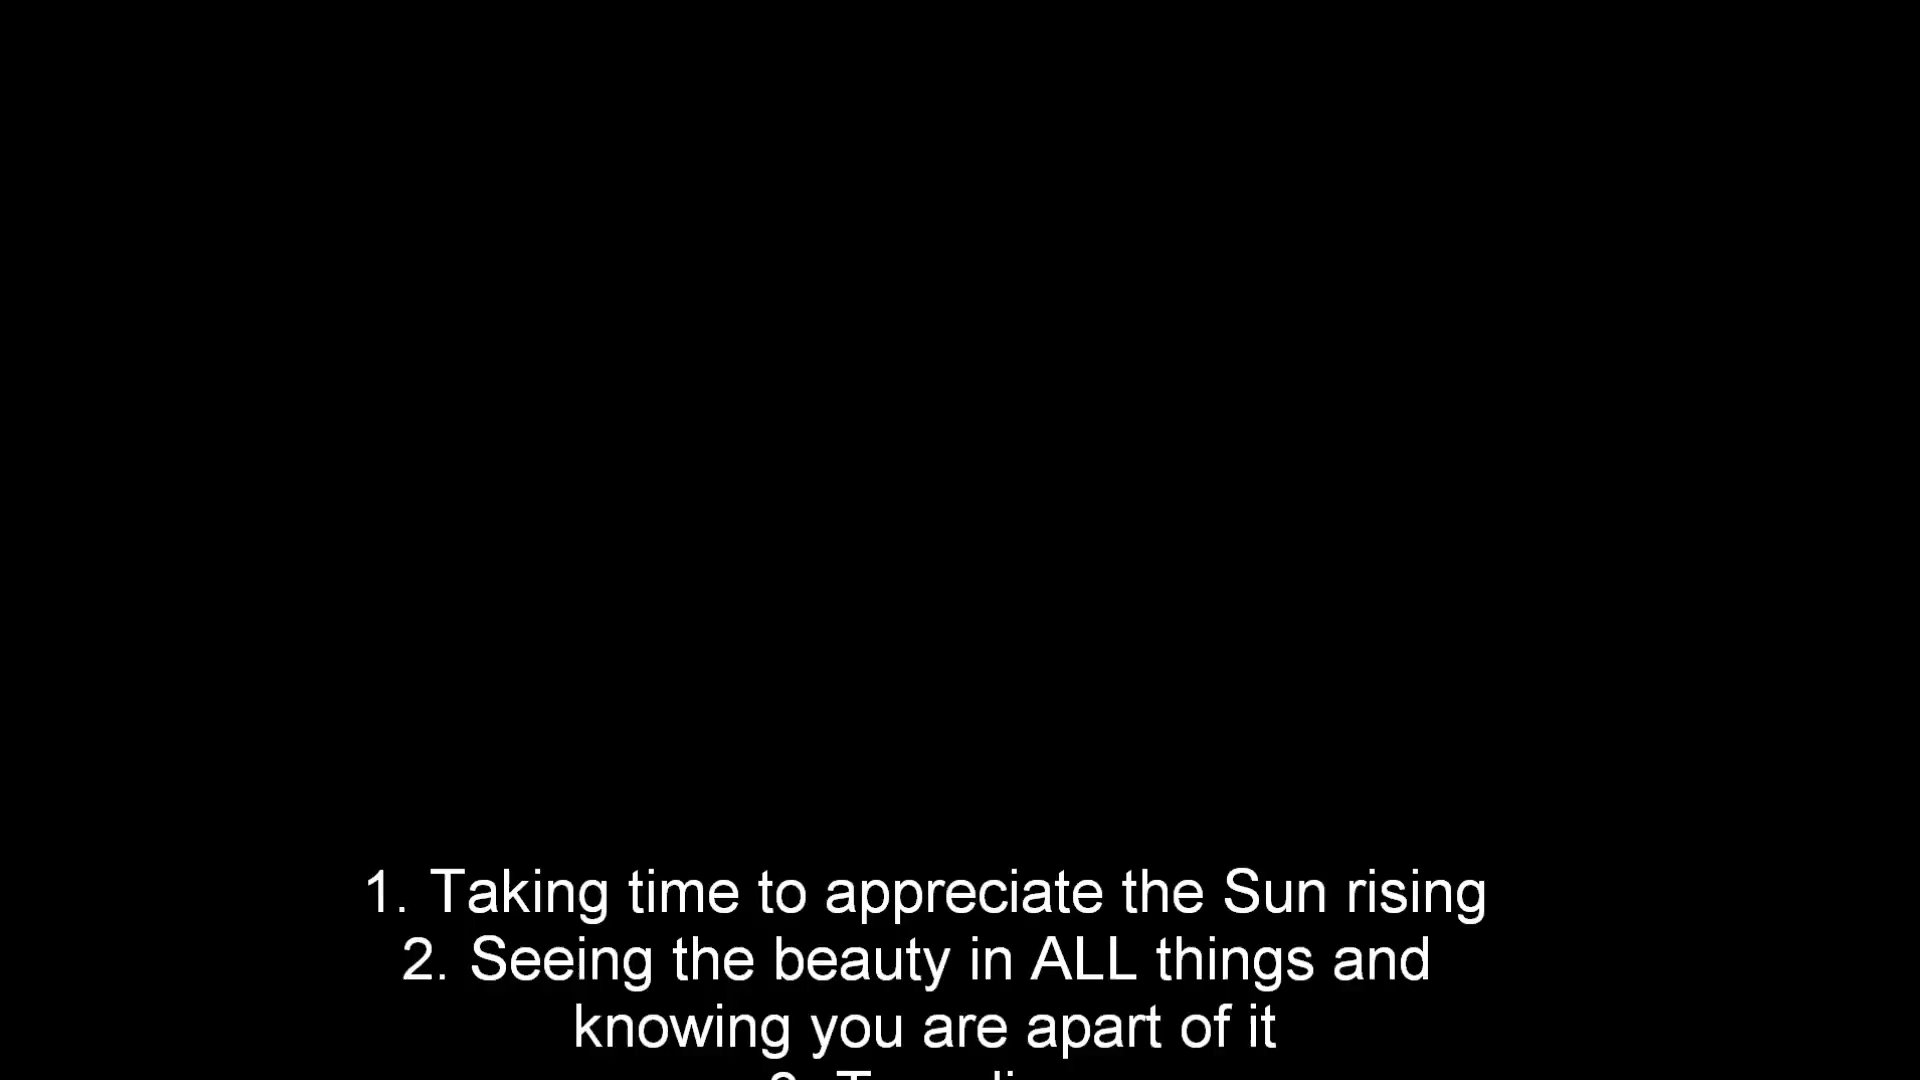 1. Taking time to appreciate the Sun rising
2. Seeing the beauty in ALL things and
knowing you are apart of it